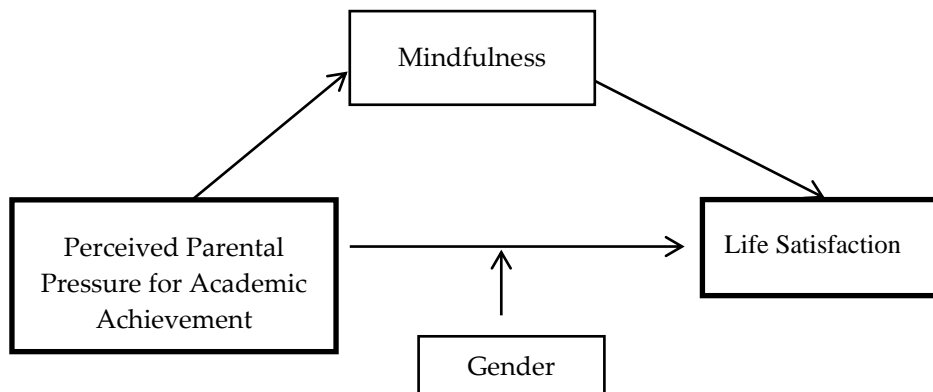 Mindfulness
Perceived Parental
Pressure for Academic
Achievement
Life Satisfaction
Gender